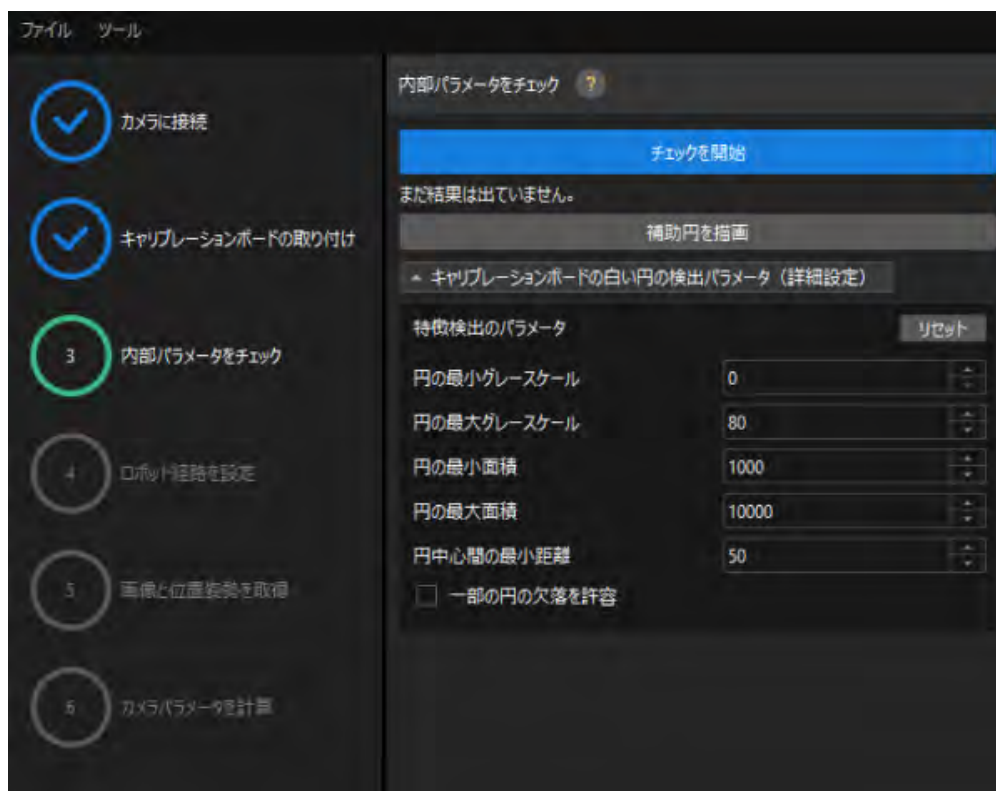 ファイル ツール
カメラに接続
キャリブレーションボードの取り付け
3 内部パラメータをチェック
4 ロボット経路を設定
5 画像と位置姿勢を取得
6 カメラパラメータを計算
内部パラメータをチェック ?
チェックを開始
まだ結果は出ていません。
補助円を描画
キャリブレーションボードの白い円の検出パラメータ（詳細設定）
特徴検出のパラメータ リセット
円の最小グレースケール 0
円の最大グレースケール 80
円の最小面積 1000
円の最大面積 10000
円中心間の最小距離 50
一部の円の欠落を許容